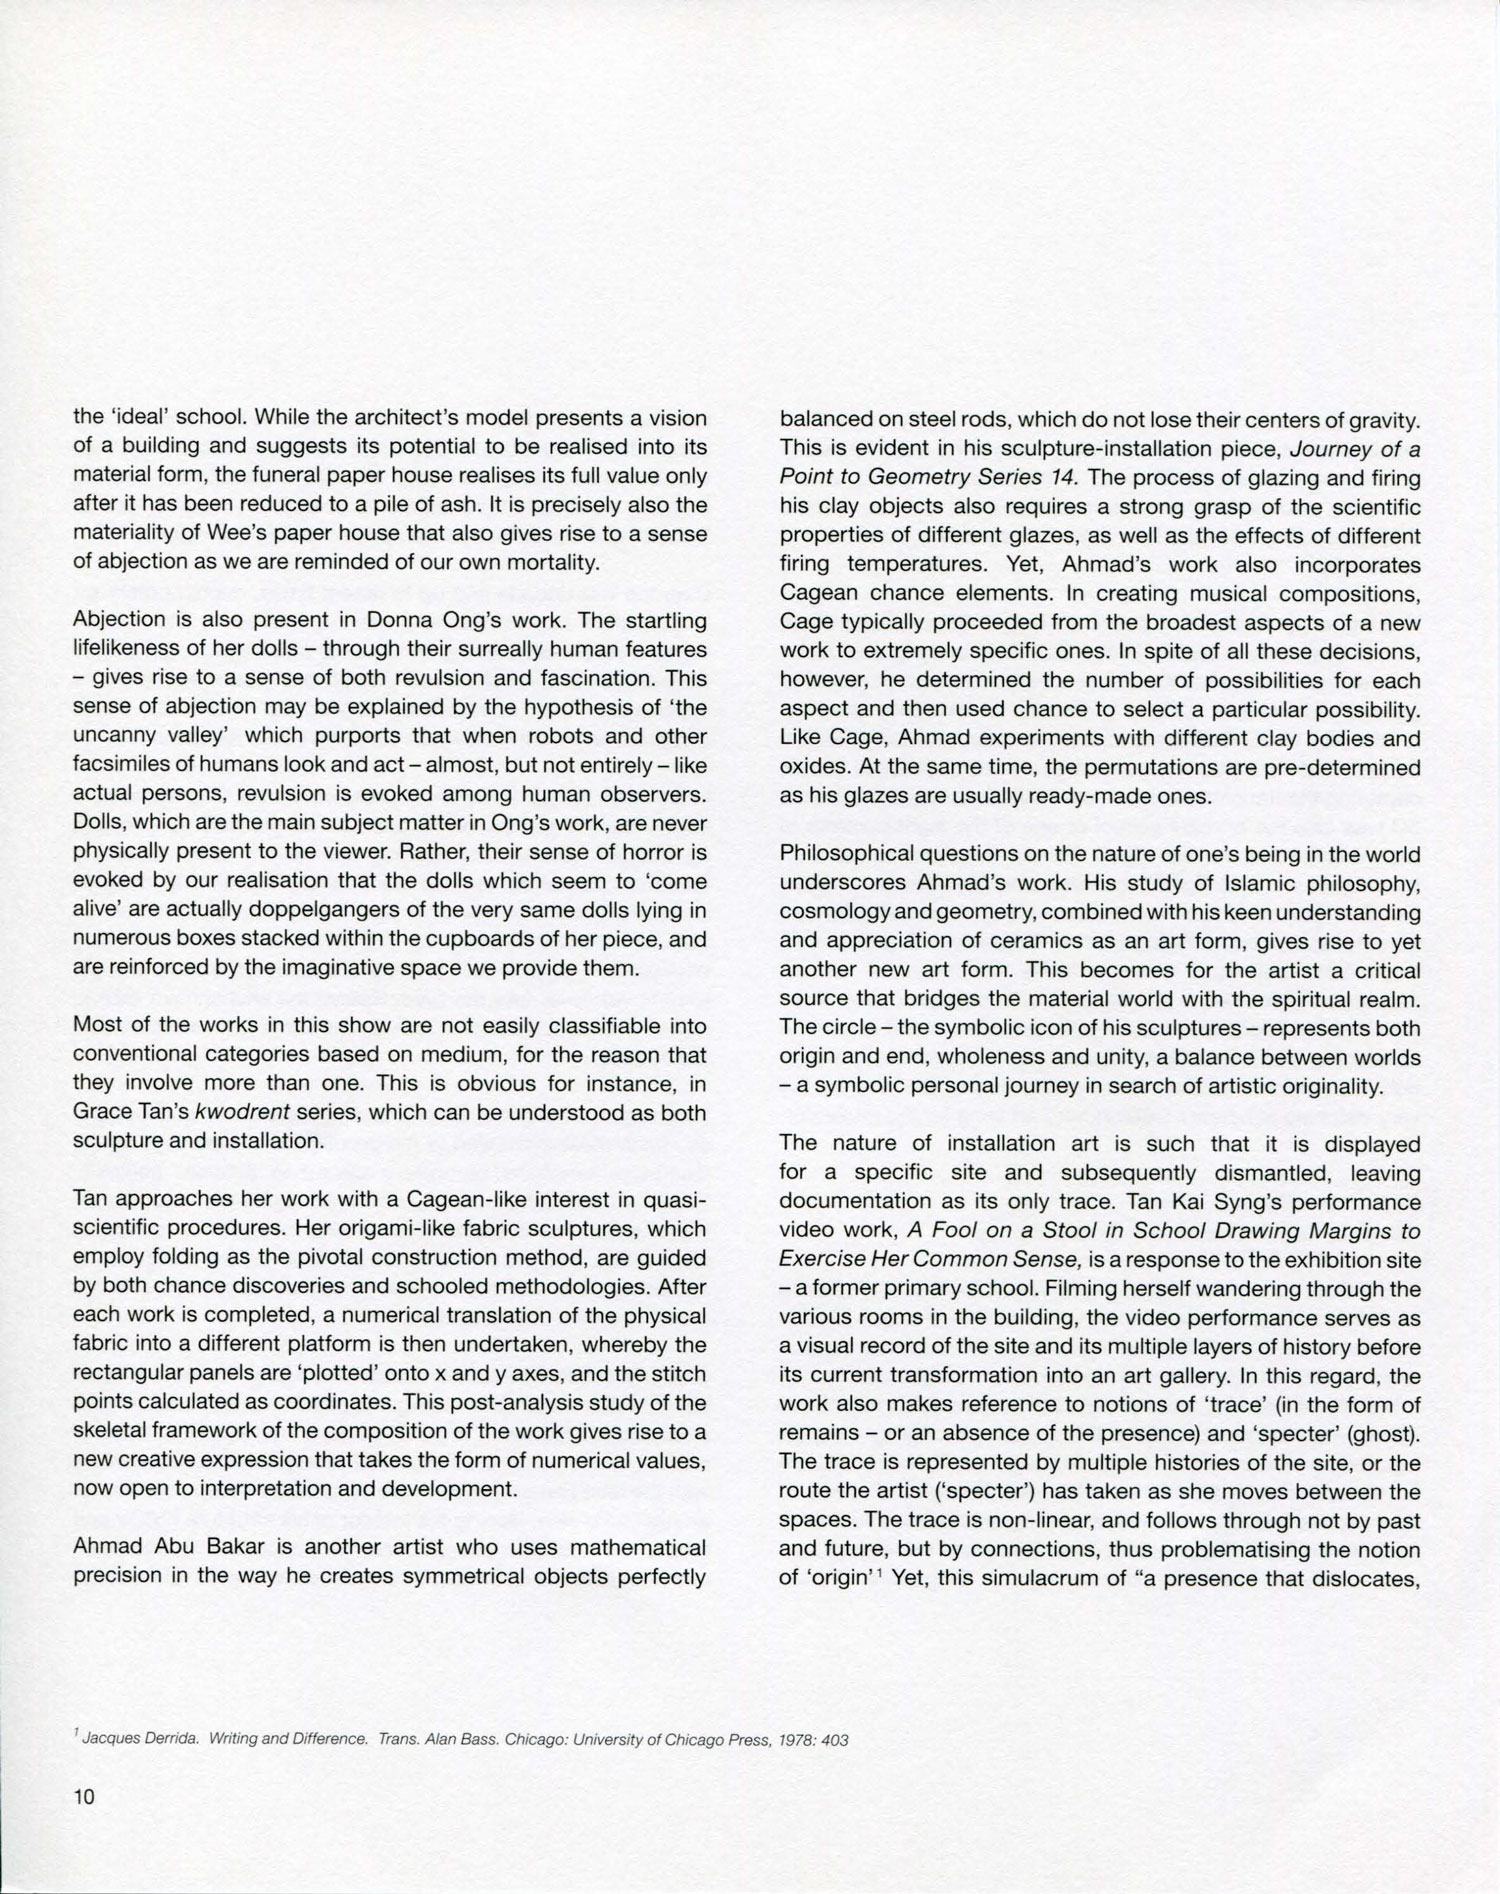 the ‘ideal’ school. While the architect’s model presents a vision
of a building and suggests its potential to be realised into its
material form, the funeral paper house realises its full value only
after it has been reduced to a pile of ash. It is precisely also the
materiality of Wee’s paper house that also gives rise to a sense
of abjection as we are reminded of our own mortality.
Abjection is also present in Donna Ong’s work. The startling
lifelikeness of her dolls – through their surreally human features
– gives rise to a sense of both revulsion and fascination. This
sense of abjection may be explained by the hypothesis of ‘the
uncanny valley’ which purports that when robots and other
facsimiles of humans look and act – almost, but not entirely – like
actual persons, revulsion is evoked among human observers.
Dolls, which are the main subject matter in Ong’s work, are never
physically present to the viewer. Rather, their sense of horror is
evoked by our realisation that the dolls which seem to ‘come
alive’ are actually doppelgangers of the very same dolls lying in
numerous boxes stacked within the cupboards of her piece, and
are reinforced by the imaginative space we provide them.
Most of the works in this show are not easily classifiable into
conventional categories based on medium, for the reason that
they involve more than one. This is obvious for instance, in
Grace Tan’s kwodrent series, which can be understood as both
sculpture and installation.
Tan approaches her work with a Cagean-like interest in quasi-
scientific procedures. Her origami-like fabric sculptures, which
employ folding as the pivotal construction method, are guided
by both chance discoveries and schooled methodologies. After
each work is completed, a numerical translation of the physical
fabric into a different platform is then undertaken, whereby the
rectangular panels are ‘plotted’ onto x and y axes, and the stitch
points calculated as coordinates. This post-analysis study of the
skeletal framework of the composition of the work gives rise to a
new creative expression that takes the form of numerical values,
now open to interpretation and development.
Ahmad Abu Bakar is another artist who uses mathematical
precision in the way he creates symmetrical objects perfectly
balanced on steel rods, which do not lose their centers of gravity.
This is evident in his sculpture-installation piece, Journey of a
Point to Geometry Series 14. The process of glazing and firing
his clay objects also requires a strong grasp of the scientific
properties of different glazes, as well as the effects of different
firing temperatures. Yet, Ahmad’s work also incorporates
Cagean chance elements. In creating musical compositions,
Cage typically proceeded from the broadest aspects of a new
work to extremely specific ones. In spite of all these decisions,
however, he determined the number of possibilities for each
aspect and then used chance to select a particular possibility.
Like Cage, Ahmad experiments with different clay bodies and
oxides. At the same time, the permutations are pre-determined
as his glazes are usually ready-made ones.
Philosophical questions on the nature of one’s being in the world
underscores Ahmad’s work. His study of Islamic philosophy,
cosmology and geometry, combined with his keen understanding
and appreciation of ceramics as an art form, gives rise to yet
another new art form. This becomes for the artist a critical
source that bridges the material world with the spiritual realm.
The circle – the symbolic icon of his sculptures – represents both
origin and end, wholeness and unity, a balance between worlds
– a symbolic personal journey in search of artistic originality.
The nature of installation art is such that it is displayed
for a specific site and subsequently dismantled, leaving
documentation as its only trace. Tan Kai Syng’s performance
video work, A Fool on a Stool in School Drawing Margins to
Exercise Her Common Sense, is a response to the exhibition site
– a former primary school. Filming herself wandering through the
various rooms in the building, the video performance serves as
a visual record of the site and its multiple layers of history before
its current transformation into an art gallery. In this regard, the
work also makes reference to notions of ‘trace’ (in the form of
remains – or an absence of the presence) and ‘specter’ (ghost).
The trace is represented by multiple histories of the site, or the
route the artist (‘specter’) has taken as she moves between the
spaces. The trace is non-linear, and follows through not by past
and future, but by connections, thus problematising the notion
of ‘origin’¹ Yet, this simulacrum of “a presence that dislocates,
¹ Jacques Derrida. Writing and Difference. Trans. Alan Bass. Chicago: University of Chicago Press, 1978: 403
10